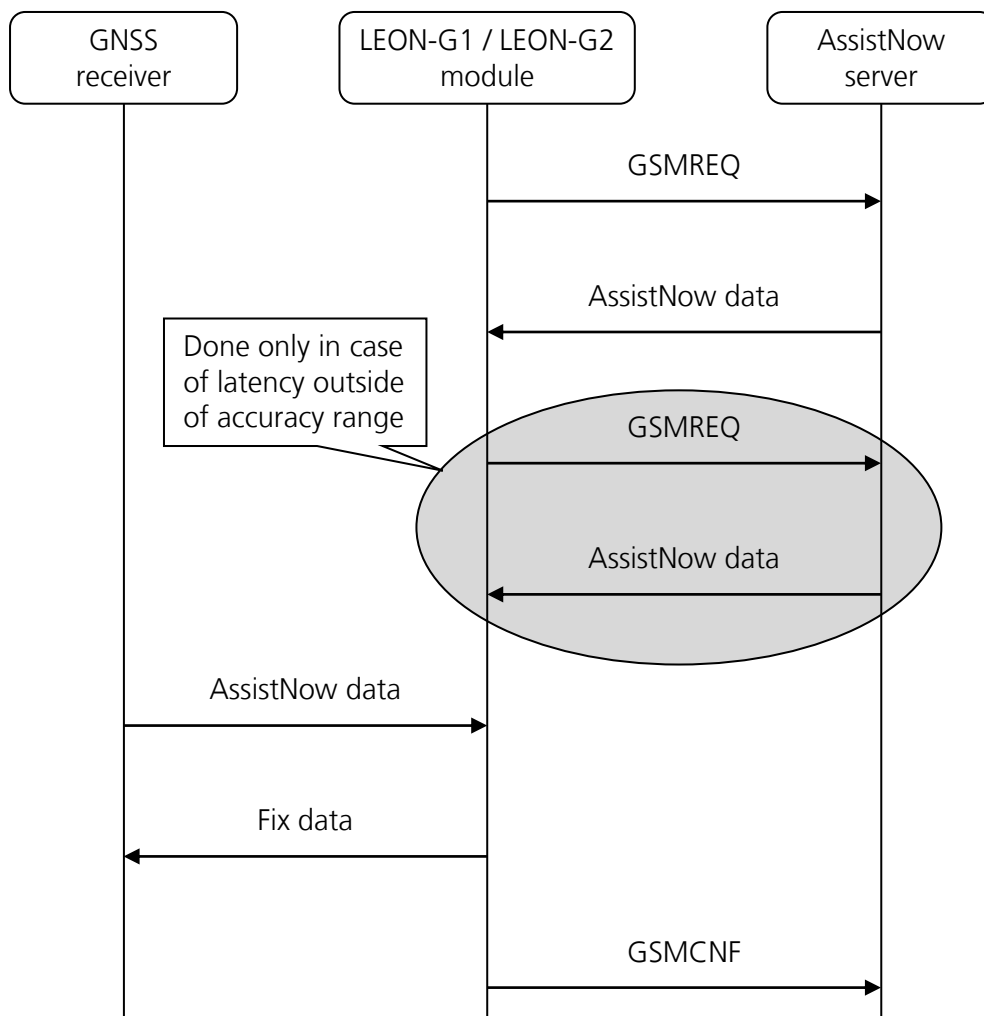 GNSS
receiver
LEON-G1 / LEON-G2
module
AssistNow
server
GSMREQ
AssistNow data
Done only in case
of latency outside
of accuracy range
GSMREQ
AssistNow data
AssistNow data
Fix data
GSMCNF